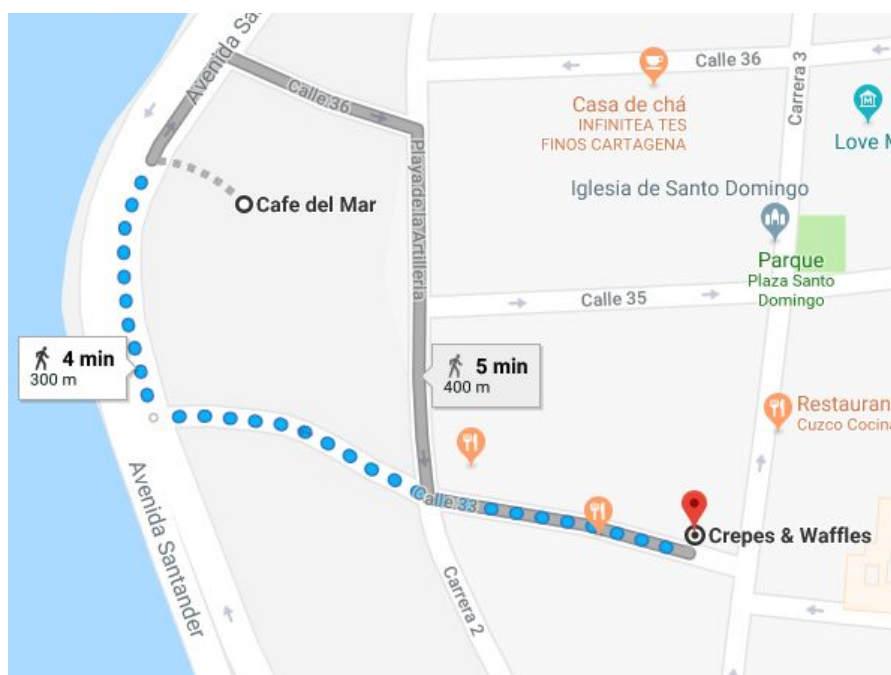 Avenida Sa
Calle 36
Calle 36
Carrera 3
Casa de chá
INFINITEA TES
FINOS CARTAGENA
Love M
Playa de la Artilleria
Cafe del Mar
Iglesia de Santo Domingo
Parque
Plaza Santo
Domingo
Calle 35
4 min
300 m
5 min
400 m
Restauran
Cuzco Cocina
Calle 33
Avenida Santander
Crepes & Waffles
Carrera 2